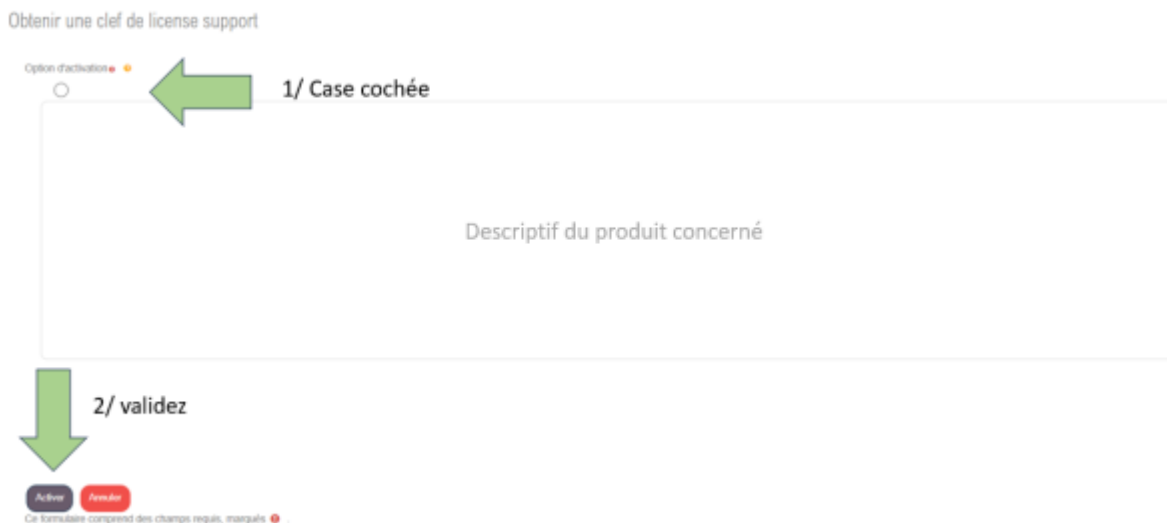 Obtenir une clef de license support
Option d'activation
1/ Case cochée
Descriptif du produit concerné
2/ validez
Activer Annuler
Ce formulaire comprend des champs requis, marqués